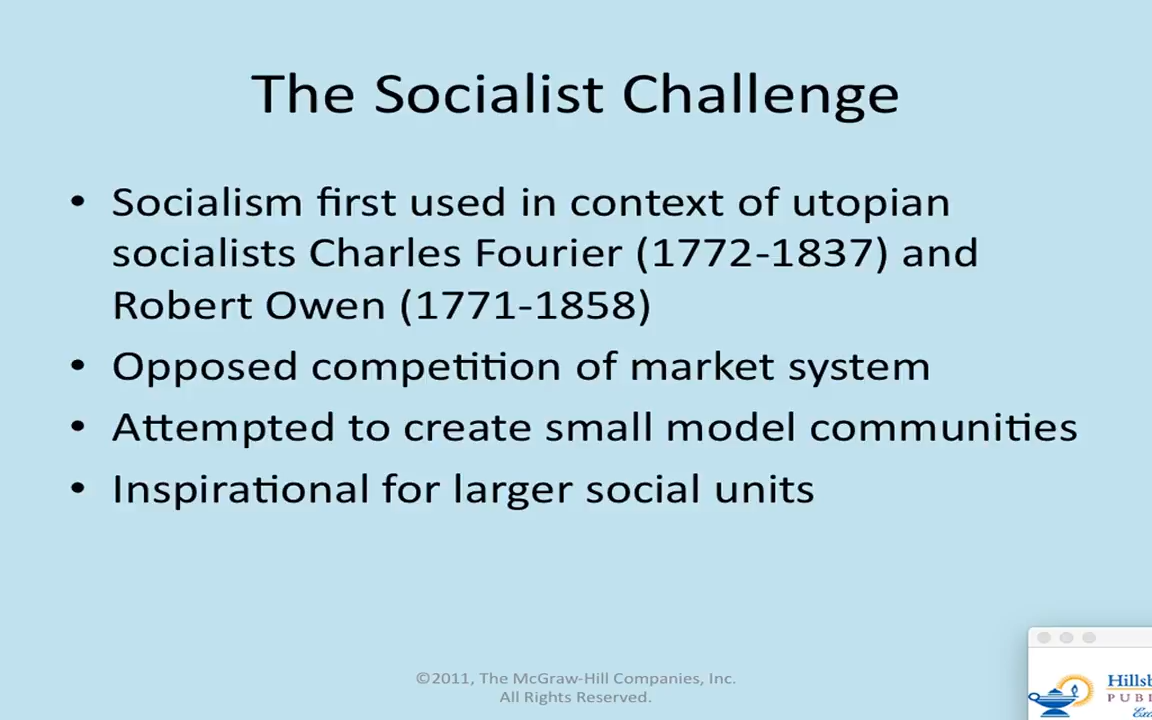 The Socialist Challenge
• Socialism first used in context of utopian
socialists Charles Fourier (1772-1837) and
Robert Owen (1771-1858)
• Opposed competition of market system
• Attempted to create small model communities
• Inspirational for larger social units
©2011, The McGraw-Hill Companies, Inc.
All Rights Reserved.